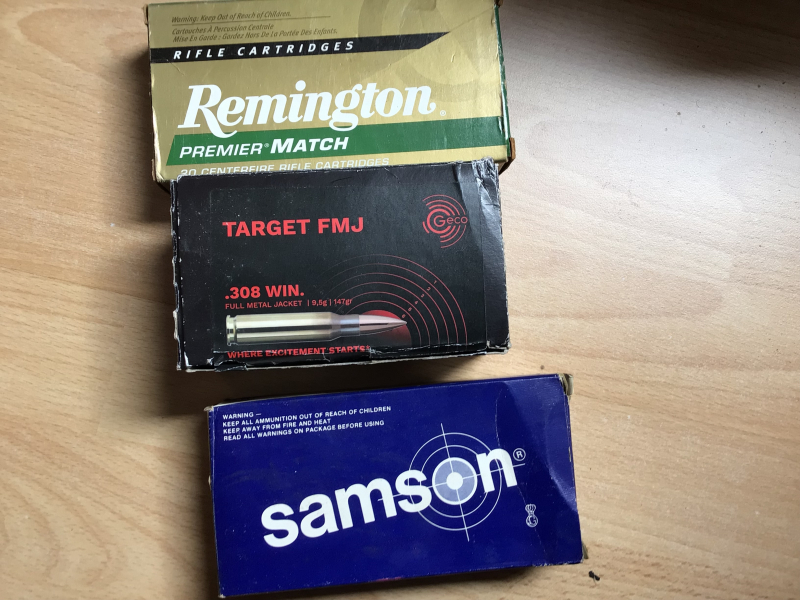 Warning: Keep Out of Reach of Children.
Cartouches À Percussion Centrale
Mise En Garde : Gardez Hors De La Portée Des Enfants.
RIFLE CARTRIDGES
Remington®
PREMIER® MATCH
20 CENTERFIRE RIFLE CARTRIDGES
TARGET FMJ
Geco
.308 WIN.
FULL METAL JACKET | 9,5g | 147gr
WHERE EXCITEMENT STARTS
WARNING —
KEEP ALL AMMUNITION OUT OF REACH OF CHILDREN
KEEP AWAY FROM FIRE AND HEAT
READ ALL WARNINGS ON PACKAGE BEFORE USING
samson®